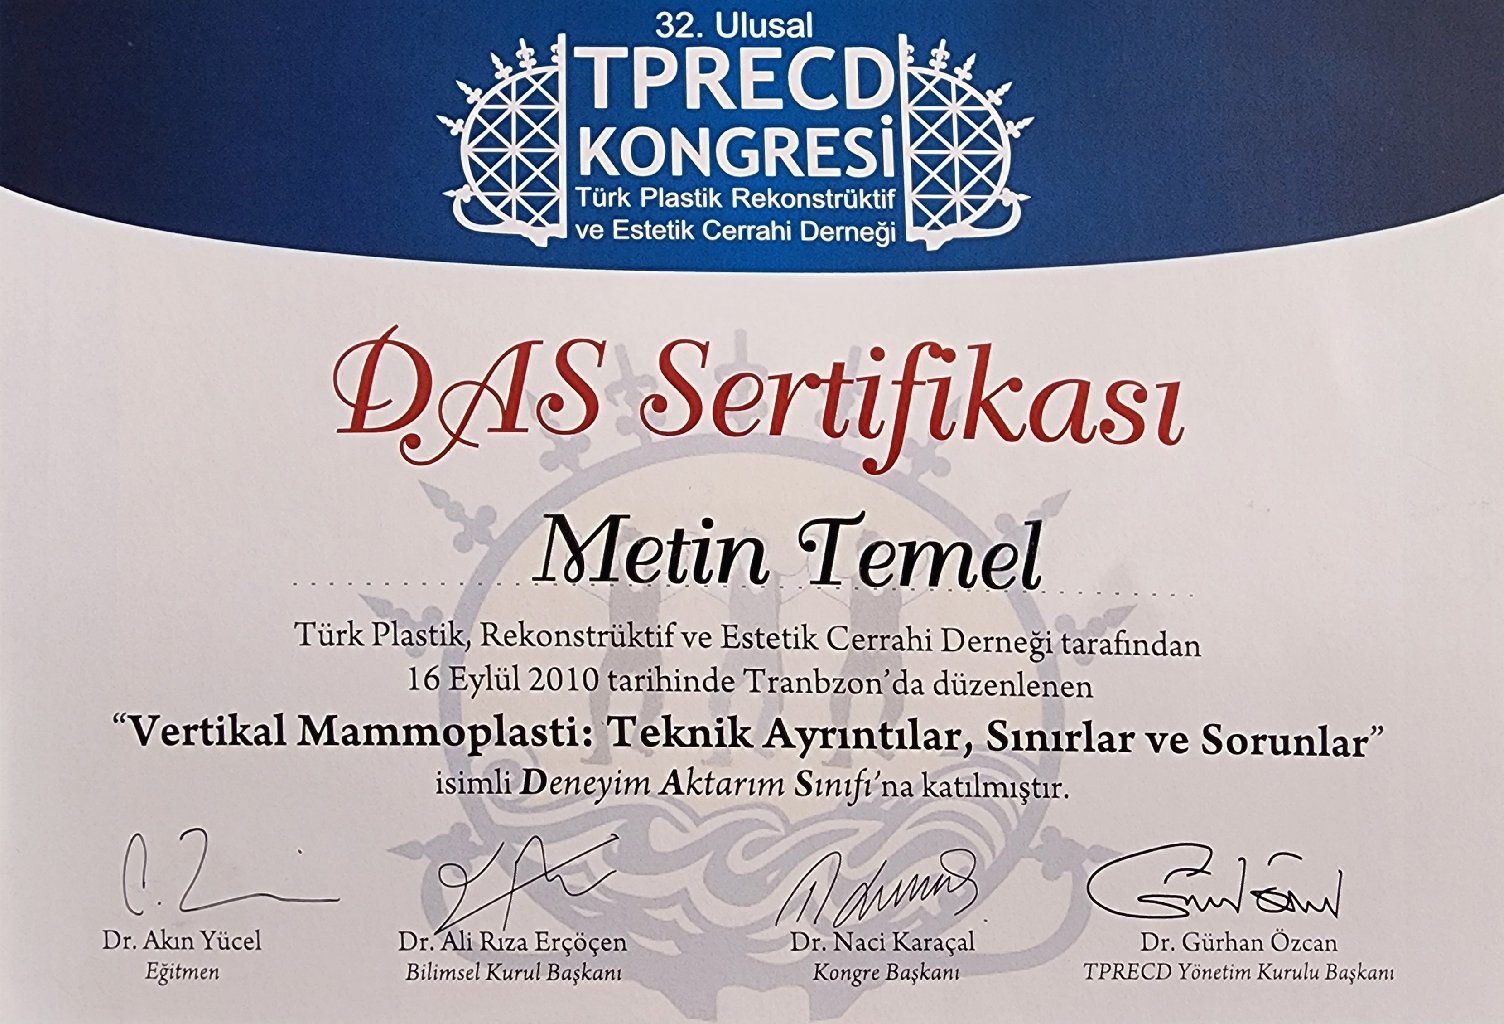 32. Ulusal
TPRECD
KONGRESİ
Türk Plastik Rekonstrüktif
ve Estetik Cerrahi Derneği
DAS Sertifikası
Metin Temel
Türk Plastik, Rekonstrüktif ve Estetik Cerrahi Derneği tarafından
16 Eylül 2010 tarihinde Tranbzon’da düzenlenen
“Vertikal Mammoplasti: Teknik Ayrıntılar, Sınırlar ve Sorunlar”
isimli Deneyim Aktarım Sınıfı’na katılmıştır.
Dr. Akın Yücel
Eğitmen
Dr. Ali Rıza Erçöçen
Bilimsel Kurul Başkanı
Dr. Naci Karaçal
Kongre Başkanı
Dr. Gürhan Özcan
TPRECD Yönetim Kurulu Başkanı